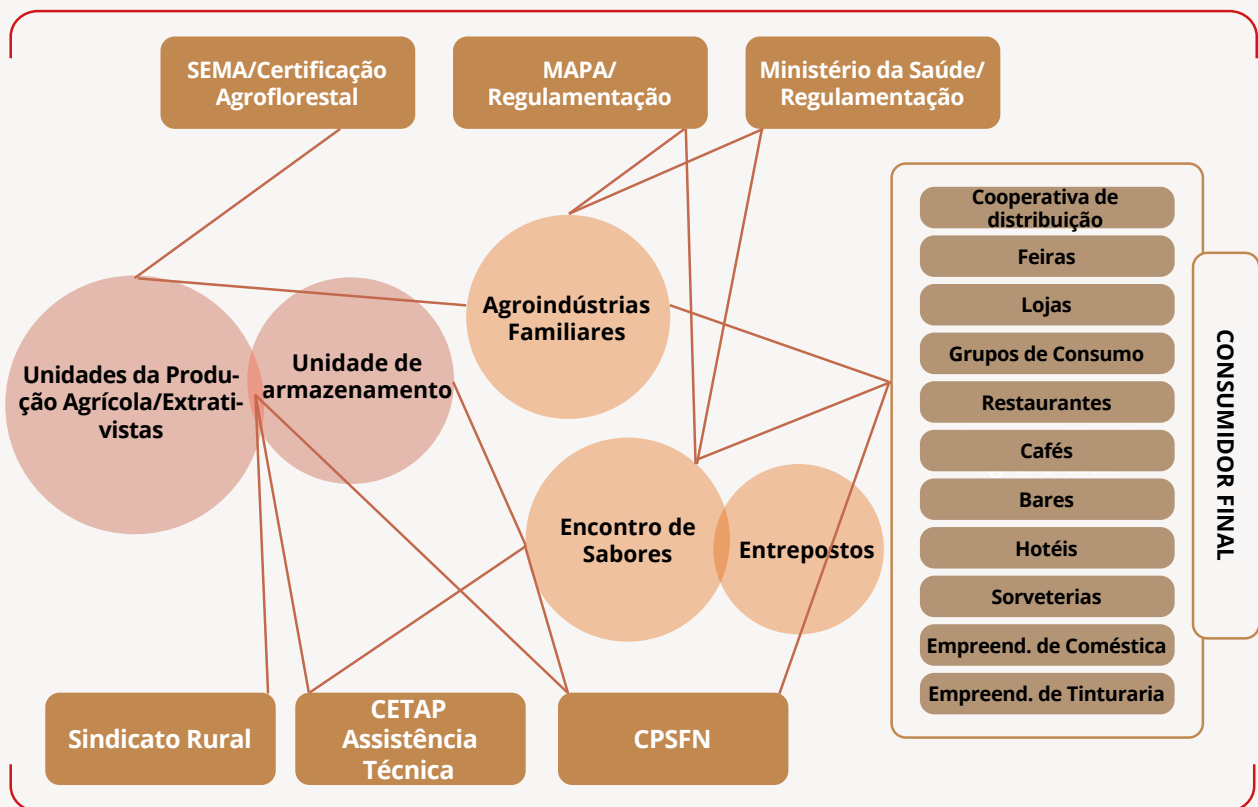 SEMA/Certificação
Agroflorestal
MAPA/
Regulamentação
Ministério da Saúde/
Regulamentação
Cooperativa de
distribuição
Feiras
Lojas
Grupos de Consumo
Restaurantes
Cafés
Bares
Hotéis
Sorveterias
Empreend. de Coméstica
Empreend. de Tinturaria
CONSUMIDOR FINAL
Agroindústrias
Familiares
Unidades da Produ-
ção Agrícola/Extrati-
vistas
Unidade de
armazenamento
Encontro de
Sabores
Entrepostos
Sindicato Rural
CETAP
Assistência
Técnica
CPSFN